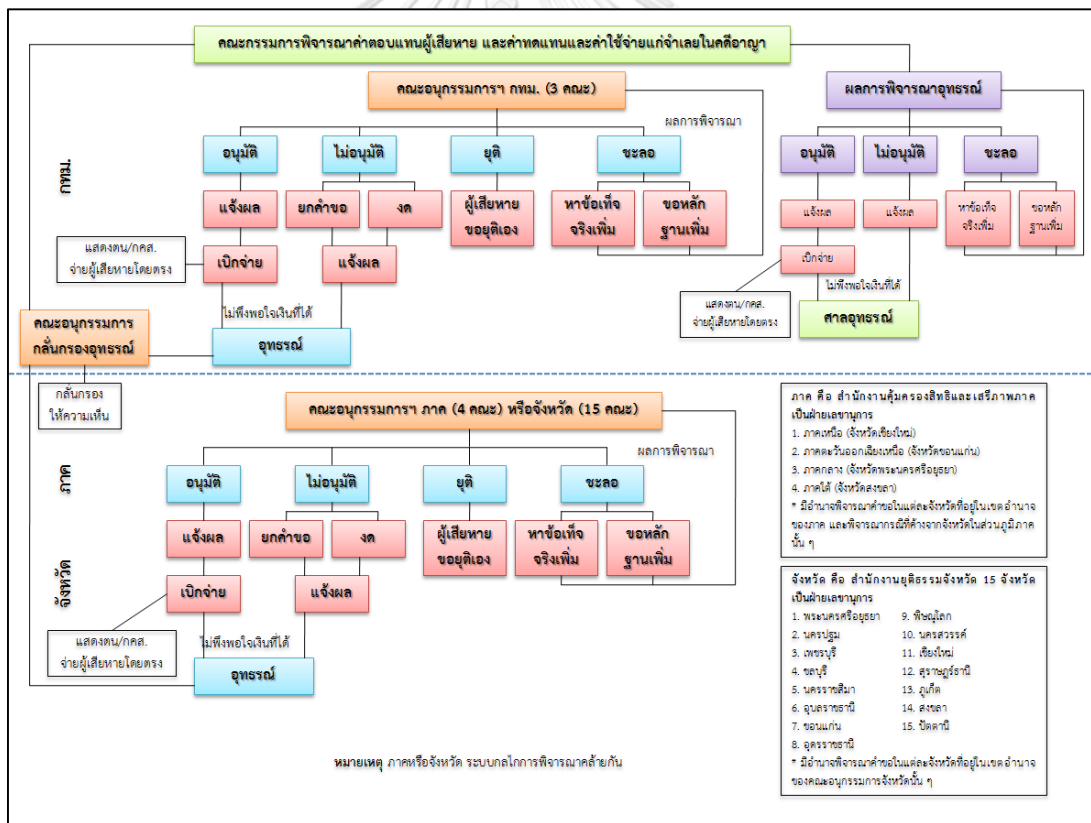 คณะกรรมการพิจารณาค่าตอบแทนผู้เสียหาย และค่าทดแทนและค่าใช้จ่ายแก่จำเลยในคดีอาญา
กทม.
คณะอนุกรรมการฯ กทม. (3 คณะ)
ผลการพิจารณา
อนุมัติ
ไม่อนุมัติ
ยุติ
ชะลอ
แจ้งผล
ยกคำขอ
งด
ผู้เสียหาย
ขอยุติเอง
หาข้อเท็จ
จริงเพิ่ม
ขอหลัก
ฐานเพิ่ม
แสดงตน/กคส.
จ่ายผู้เสียหายโดยตรง
เบิกจ่าย
แจ้งผล
ไม่พึงพอใจเงินที่ได้
อุทธรณ์
คณะอนุกรรมการ
กลั่นกรองอุทธรณ์
กลั่นกรอง
ให้ความเห็น
ผลการพิจารณาอุทธรณ์
อนุมัติ
ไม่อนุมัติ
ชะลอ
แจ้งผล
แจ้งผล
หาข้อเท็จ
จริงเพิ่ม
ขอหลัก
ฐานเพิ่ม
เบิกจ่าย
แสดงตน/กคส.
จ่ายผู้เสียหายโดยตรง
ไม่พึงพอใจเงินที่ได้
ศาลอุทธรณ์
ภาค
จังหวัด
คณะอนุกรรมการฯ ภาค (4 คณะ) หรือจังหวัด (15 คณะ)
ผลการพิจารณา
อนุมัติ
ไม่อนุมัติ
ยุติ
ชะลอ
แจ้งผล
ยกคำขอ
งด
ผู้เสียหาย
ขอยุติเอง
หาข้อเท็จ
จริงเพิ่ม
ขอหลัก
ฐานเพิ่ม
เบิกจ่าย
แจ้งผล
แสดงตน/กคส.
จ่ายผู้เสียหายโดยตรง
ไม่พึงพอใจเงินที่ได้
อุทธรณ์
ภาค คือ สำนักงานคุ้มครองสิทธิและเสรีภาพภาค
เป็นฝ่ายเลขานุการ
1. ภาคเหนือ (จังหวัดเชียงใหม่)
2. ภาคตะวันออกเฉียงเหนือ (จังหวัดขอนแก่น)
3. ภาคกลาง (จังหวัดพระนครศรีอยุธยา)
4. ภาคใต้ (จังหวัดสงขลา)
* มีอำนาจพิจารณาคำขอในแต่ละจังหวัดที่อยู่ในเขตอำนาจ
ของภาค และพิจารณากรณีที่ค้างจากจังหวัดในส่วนภูมิภาค
นั้น ๆ
จังหวัด คือ สำนักงานยุติธรรมจังหวัด 15 จังหวัด
เป็นฝ่ายเลขานุการ
1. พระนครศรีอยุธยา
2. นครปฐม
3. เพชรบุรี
4. ชลบุรี
5. นครราชสีมา
6. อุบลราชธานี
7. ขอนแก่น
8. อุดรราชธานี
9. พิษณุโลก
10. นครสวรรค์
11. เชียงใหม่
12. สุราษฎร์ธานี
13. ภูเก็ต
14. สงขลา
15. ปัตตานี
* มีอำนาจพิจารณาคำขอในแต่ละจังหวัดที่อยู่ในเขตอำนาจ
ของคณะอนุกรรมการจังหวัดนั้น ๆ
หมายเหตุ ภาคหรือจังหวัด ระบบกลไกการพิจารณาคล้ายกัน